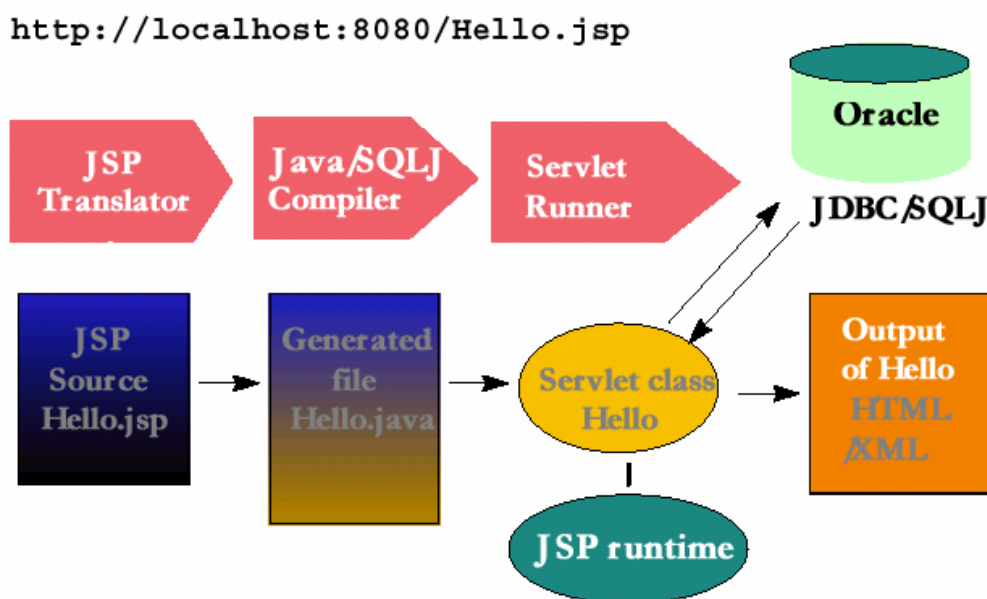 http://localhost:8080/Hello.jsp
JSP
Translator
Java/SQLJ
Compiler
Servlet
Runner
Oracle
JDBC/SQLJ
JSP
Source
Hello.jsp
Generated
file
Hello.java
Servlet class
Hello
Output
of Hello
HTML
/XML
JSP runtime